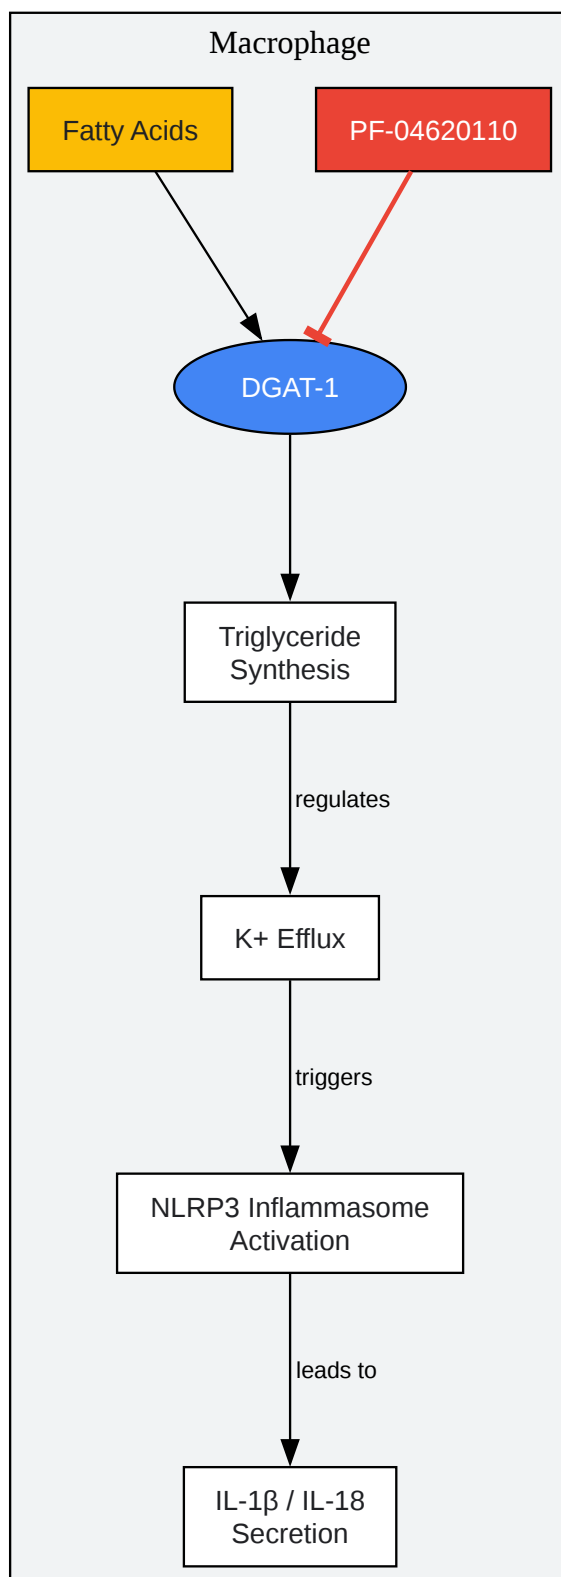 Macrophage
Fatty Acids
PF-04620110
DGAT-1
Triglyceride
Synthesis
regulates
K+ Efflux
triggers
NLRP3 Inflammasome
Activation
leads to
IL-1β / IL-18
Secretion